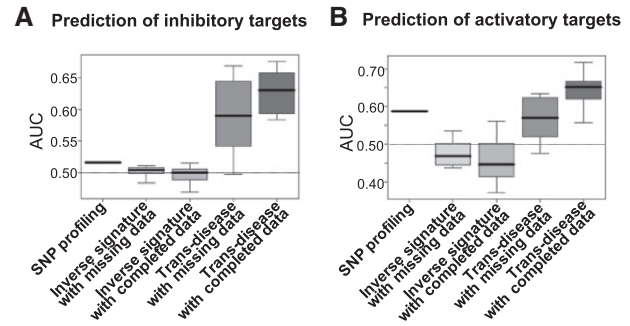 A Prediction of inhibitory targets
AUC
0.65
0.60
0.55
0.50
SNP profiling
Inverse signature
with missing data
Inverse signature
with completed data
Trans-disease
with missing data
Trans-disease
with completed data
B Prediction of activatory targets
AUC
0.70
0.60
0.50
0.40
SNP profiling
Inverse signature
with missing data
Inverse signature
with completed data
Trans-disease
with missing data
Trans-disease
with completed data